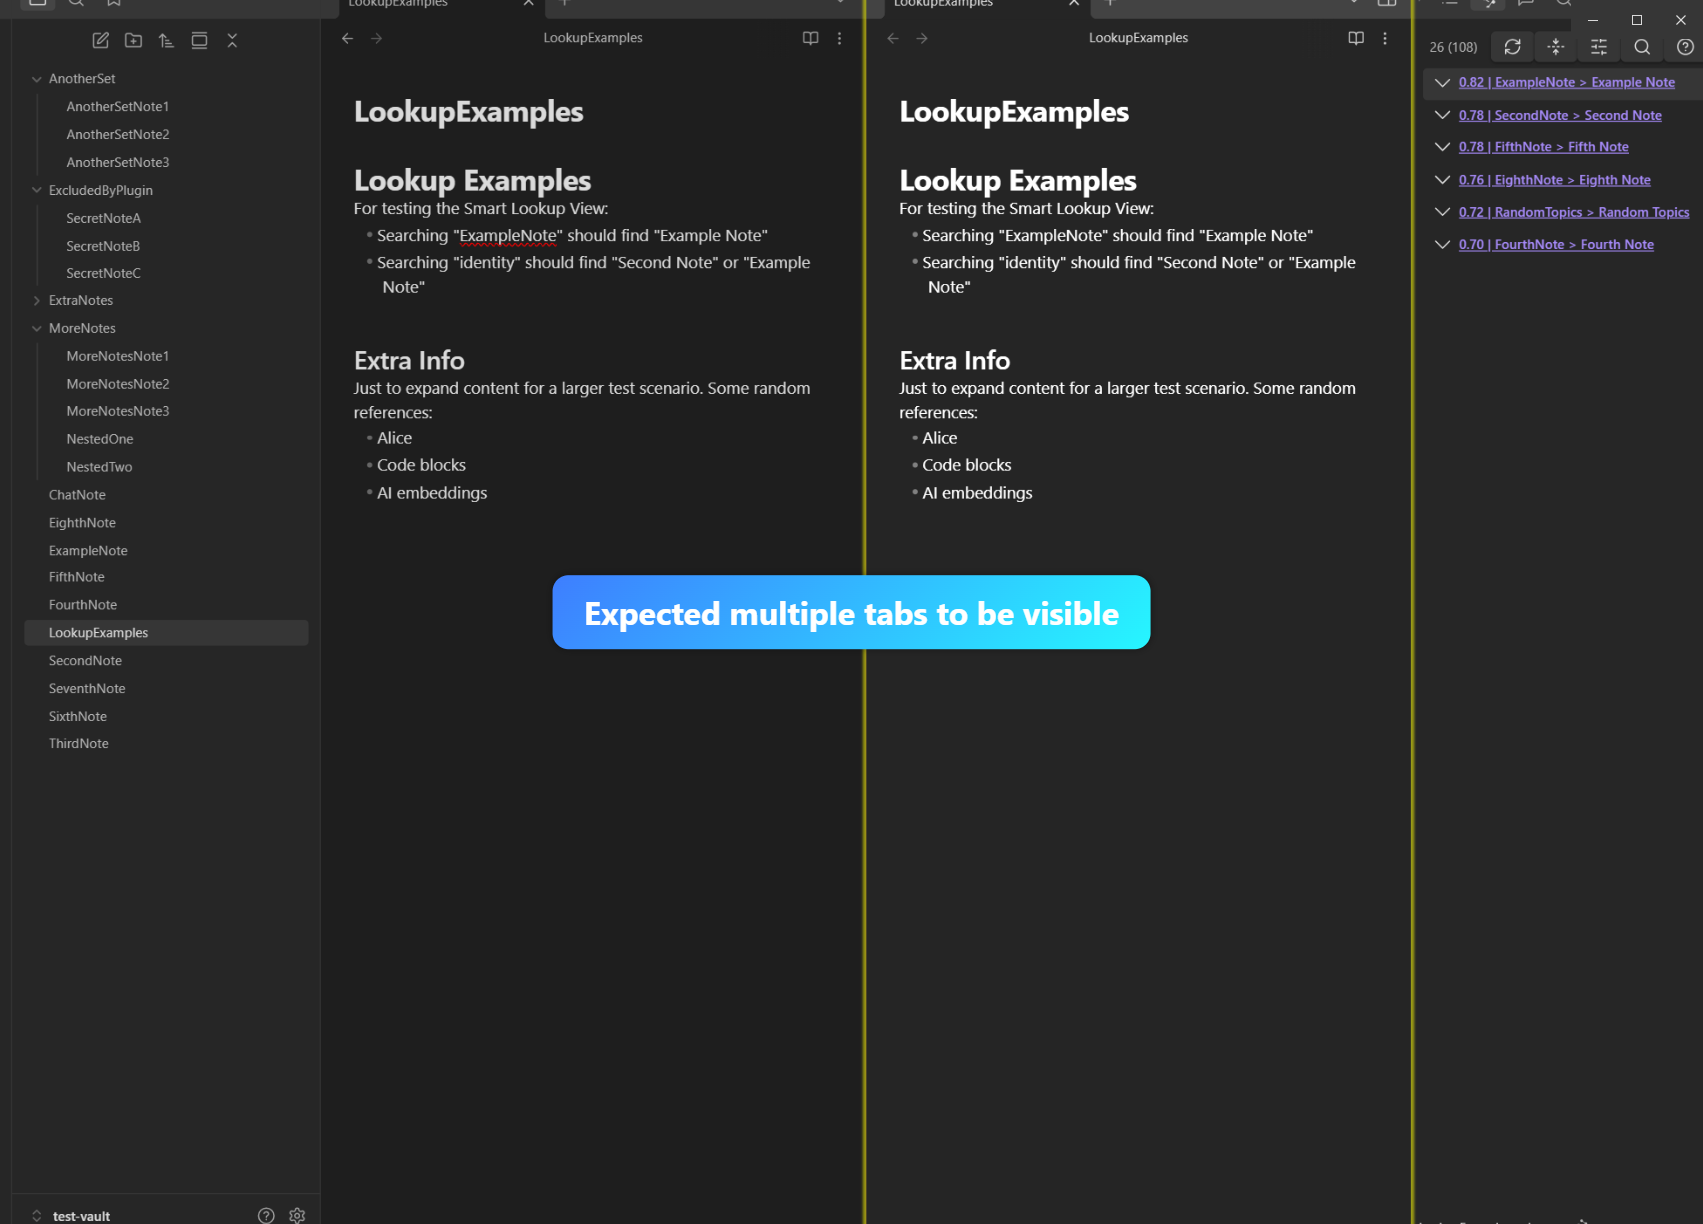 LookupExamples
LookupExamples
AnotherSet
AnotherSetNote1
AnotherSetNote2
AnotherSetNote3
ExcludedByPlugin
SecretNoteA
SecretNoteB
SecretNoteC
ExtraNotes
MoreNotes
MoreNotesNote1
MoreNotesNote2
MoreNotesNote3
NestedOne
NestedTwo
ChatNote
EighthNote
ExampleNote
FifthNote
FourthNote
LookupExamples
SecondNote
SeventhNote
SixthNote
ThirdNote
test-vault
LookupExamples
LookupExamples
Lookup Examples
For testing the Smart Lookup View:
• Searching "ExampleNote" should find "Example Note"
• Searching "identity" should find "Second Note" or "Example
Note"
Extra Info
Just to expand content for a larger test scenario. Some random
references:
• Alice
• Code blocks
• AI embeddings
LookupExamples
LookupExamples
Lookup Examples
For testing the Smart Lookup View:
• Searching "ExampleNote" should find "Example Note"
• Searching "identity" should find "Second Note" or "Example
Note"
Extra Info
Just to expand content for a larger test scenario. Some random
references:
• Alice
• Code blocks
• AI embeddings
Expected multiple tabs to be visible
26 (108)
0.82 | ExampleNote > Example Note
0.78 | SecondNote > Second Note
0.78 | FifthNote > Fifth Note
0.76 | EighthNote > Eighth Note
0.72 | RandomTopics > Random Topics
0.70 | FourthNote > Fourth Note